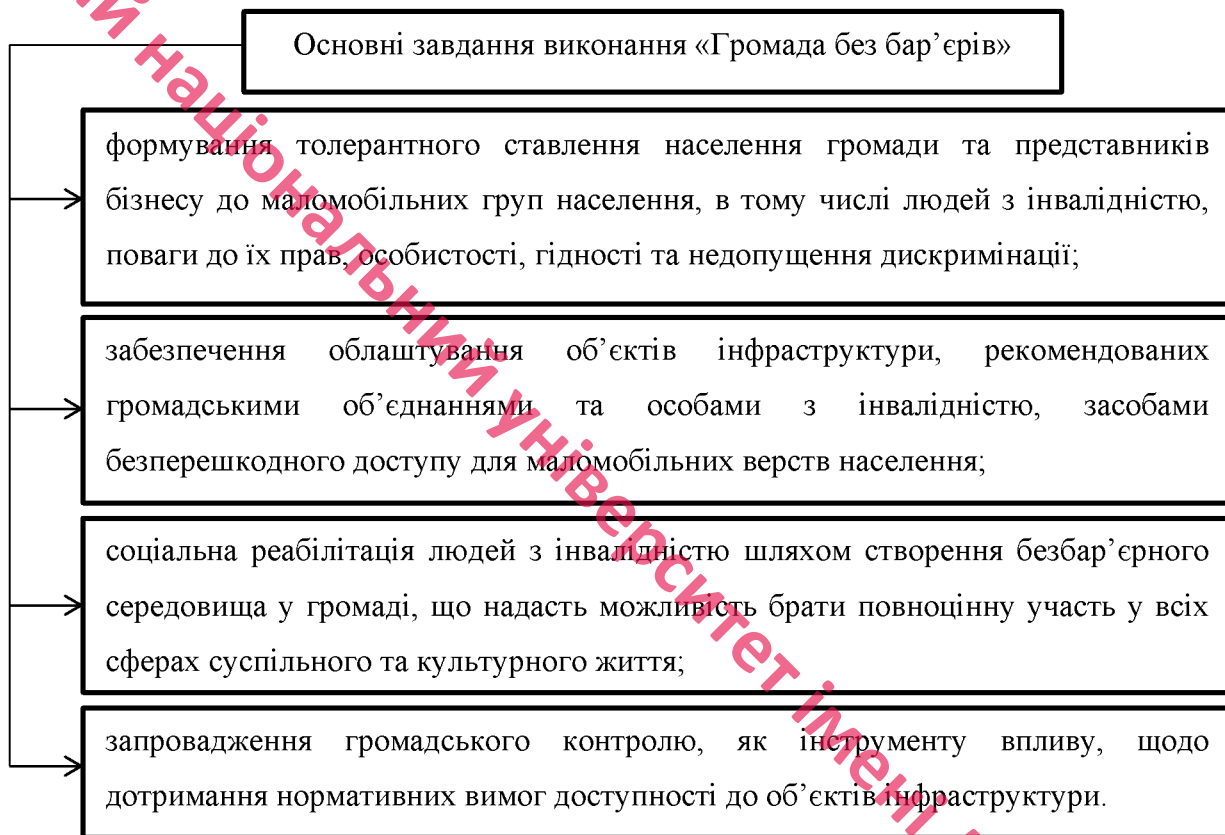 Основні завдання виконання «Громада без бар’єрів»
формування толерантного ставлення населення громади та представників
бізнесу до маломобільних груп населення, в тому числі людей з інвалідністю,
поваги до їх прав, особистості, гідності та недопущення дискримінації;
забезпечення облаштування об’єктів інфраструктури, рекомендованих
громадськими об’єднаннями та особами з інвалідністю, засобами
безперешкодного доступу для маломобільних верств населення;
соціальна реабілітація людей з інвалідністю шляхом створення безбар’єрного
середовища у громаді, що надасть можливість брати повноцінну участь у всіх
сферах суспільного та культурного життя;
запровадження громадського контролю, як інструменту впливу, щодо
дотримання нормативних вимог доступності до об’єктів інфраструктури.
національний університет імені